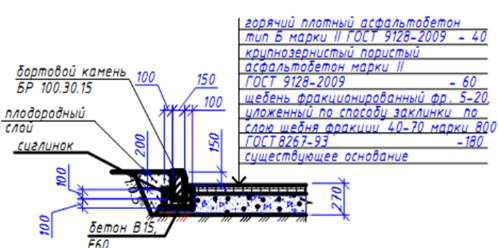 горячий плотный асфальтобетон
тип Б марки II ГОСТ 9128-2009 - 40
крупнозернистый пористый
асфальтобетон марки II
ГОСТ 9128-2009 - 60
щебень фракционированный фр. 5-20,
уложенный по способу заклинки по
слою щебня фракции 40-70 марки 800
ГОСТ 8267-93 -180
существующее основание
бортовой камень
БР 100.30.15
плодородный
слой
суглинок
100
150
100
200
150
100
100
270
бетон В15,
F60